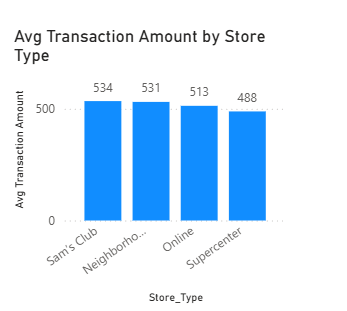 Avg Transaction Amount by Store
Type
534
531
513
488
500
0
Avg Transaction Amount
Sam's Club
Neighborho...
Online
Supercenter
Store_Type